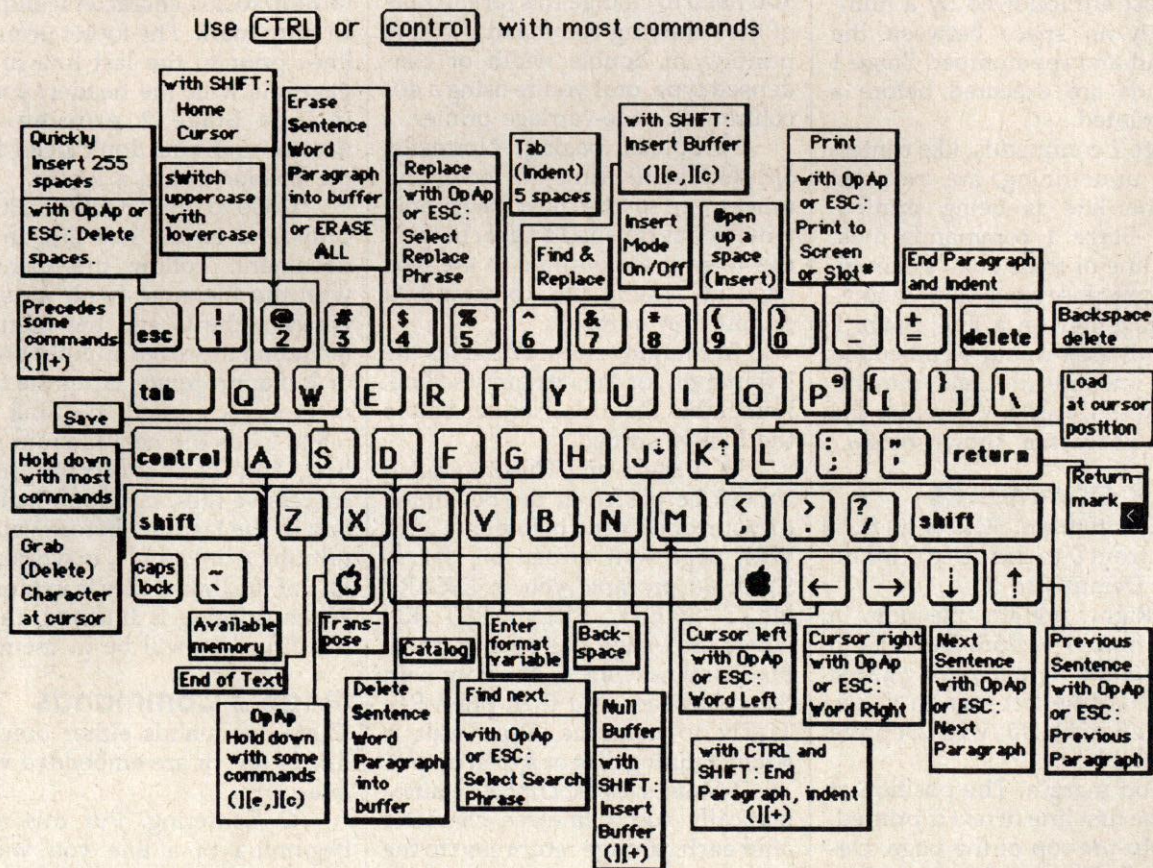 Use CTRL or control with most commands
with SHIFT:
Home
Cursor
sWitch
uppercase
with
lowercase
Erase
Sentence
Word
Paragraph
into buffer
or ERASE
ALL
Quickly
Insert 255
spaces
with OpAp or
ESC: Delete
spaces.
Replace
with OpAp
or ESC:
Select
Replace
Phrase
Tab
(Indent)
5 spaces
with SHIFT:
Insert Buffer
(][e,][c)
Find &
Replace
Insert
Mode
On/Off
Open
up a
space
(Insert)
Print
with OpAp
or ESC:
Print to
Screen
or Slot#
End Paragraph
and Indent
Precedes
some
commands
(][+)
esc ! 1 @ 2 # 3 $ 4 % 5 ^ 6 & 7 * 8 ( 9 ) 0 — - + = delete
Backspace
delete
tab Q W E R T Y U I O P 9 { [ } ] | \
Load
at cursor
position
Save
Hold down
with most
commands
control A S D F G H J ↓ K ↑ L : ; " ' return
Return-
mark <
shift Z X C V B ^ N M < , > . ? / shift
Grab
(Delete)
Character
at cursor
caps
lock ~ ` ← → ↓ ↑
Available
memory
End of Text
OpAp
Hold down
with some
commands
(][e,][c)
Trans-
pose
Delete
Sentence
Word
Paragraph
into
buffer
Catalog
Enter
format
variable
Find next.
with OpAp
or ESC:
Select Search
Phrase
Back-
space
Null
Buffer
with
SHIFT:
Insert
Buffer
(][+)
Cursor left
with OpAp
or ESC:
Word Left
with CTRL and
SHIFT: End
Paragraph, indent
(][+)
Cursor right
with OpAp
or ESC:
Word Right
Next
Sentence
with OpAp
or ESC:
Next
Paragraph
Previous
Sentence
with OpAp
or ESC:
Previous
Paragraph